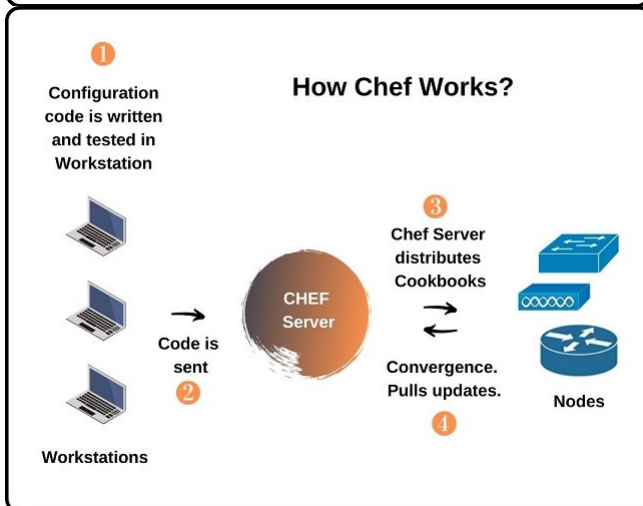 How Chef Works?
1
Configuration
code is written
and tested in
Workstation
Workstations
Code is
sent
2
CHEF
Server
3
Chef Server
distributes
Cookbooks
Convergence.
Pulls updates.
4
Nodes